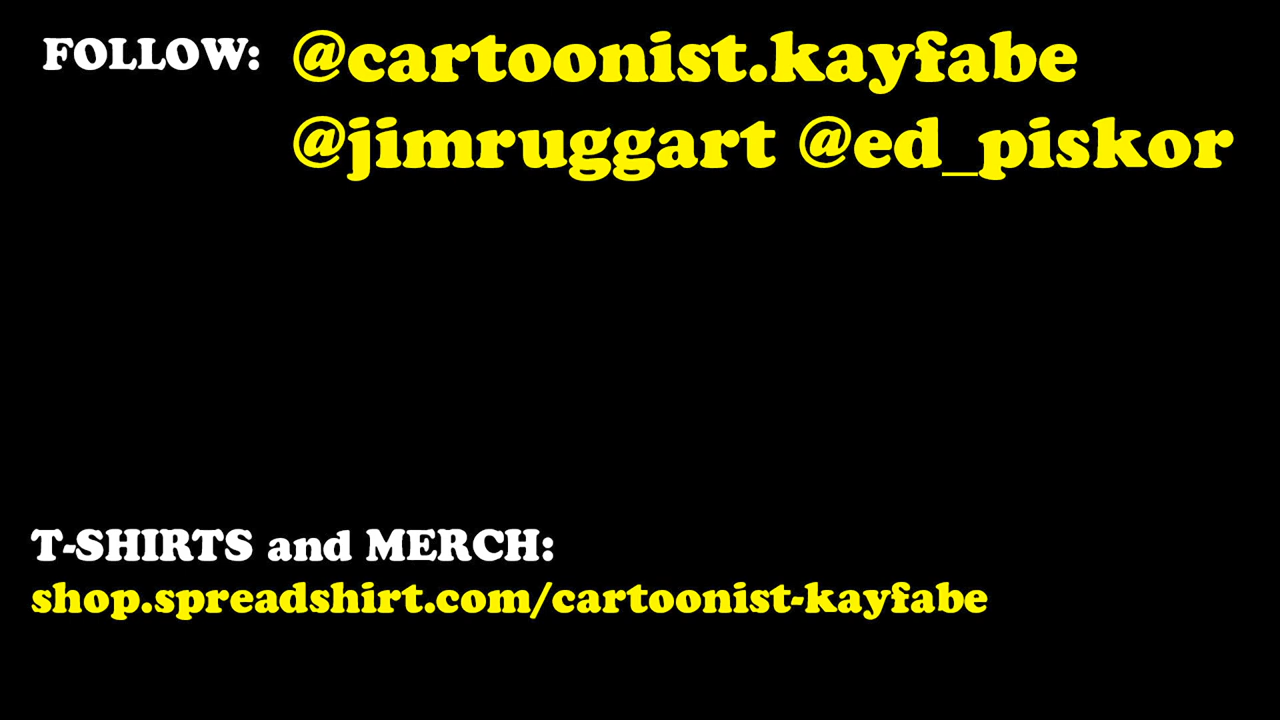 FOLLOW: @cartoonist.kayfabe
@jimruggart @ed_piskor
T-SHIRTS and MERCH:
shop.spreadshirt.com/cartoonist-kayfabe